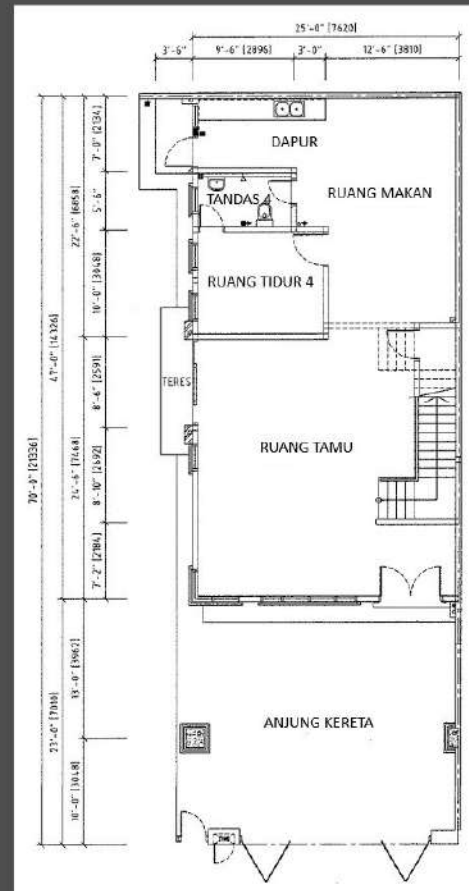 25'-0" [7620]
3'-6"
9'-6" [2896]
3'-0"
12'-6" [3810]
7'-0" [2134]
5'-6"
10'-0" [3048]
22'-6" [6858]
8'-6" [2591]
8'-10" [2692]
7'-2" [2184]
24'-6" [7468]
47'-0" [14326]
70'-0" [21336]
13'-0" [3962]
10'-0" [3048]
23'-0" [7010]
DAPUR
RUANG MAKAN
TANDAS 4
RUANG TIDUR 4
TERES
RUANG TAMU
ANJUNG KERETA